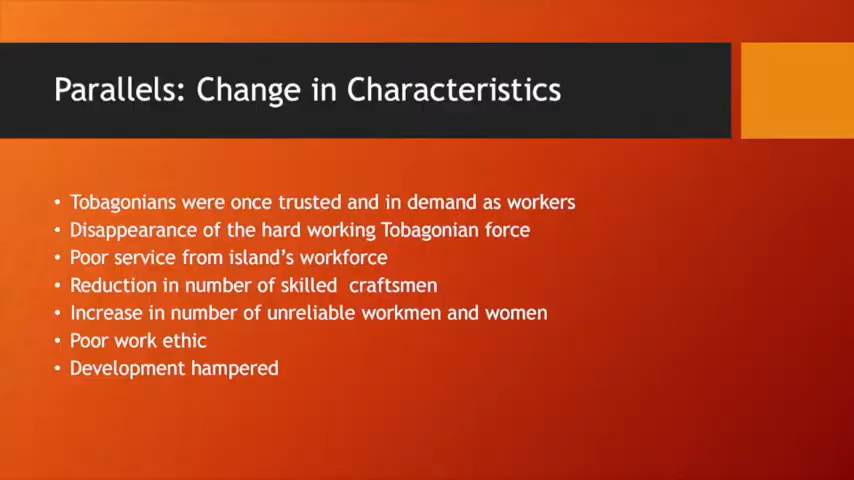 Parallels: Change in Characteristics
• Tobagonians were once trusted and in demand as workers
• Disappearance of the hard working Tobagonian force
• Poor service from island’s workforce
• Reduction in number of skilled  craftsmen
• Increase in number of unreliable workmen and women
• Poor work ethic
• Development hampered